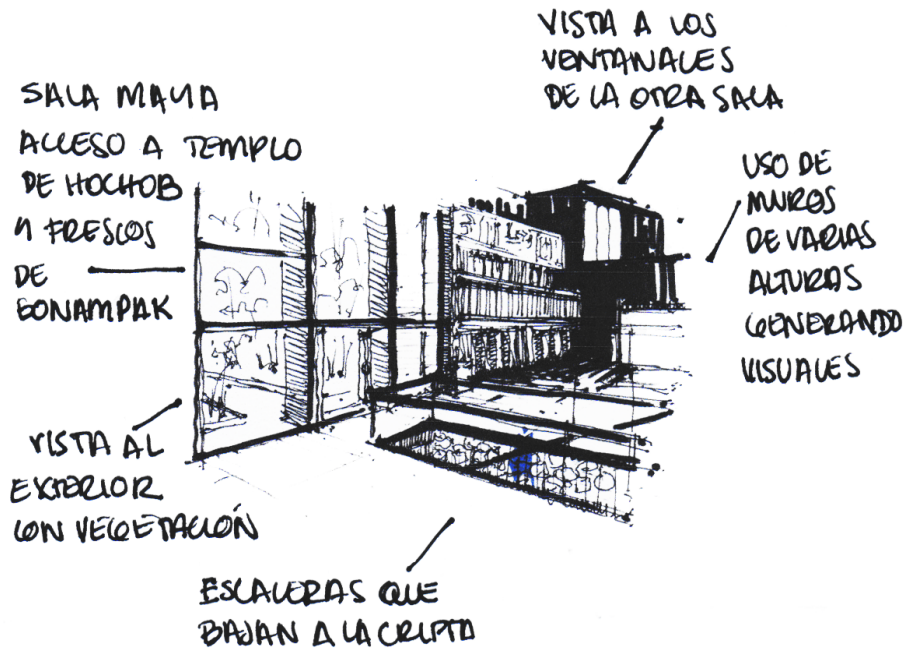 VISTA A LOS
VENTANALES
DE LA OTRA SALA
SALA MAYA
ACCESO A TEMPLO
DE HOCHOB
Y FRESCOS
DE
BONAMPAK
USO DE
MUROS
DE VARIAS
ALTURAS
GENERANDO
VISUALES
VISTA AL
EXTERIOR
CON VEGETACIÓN
ESCALERAS QUE
BAJAN A LA CRIPTA